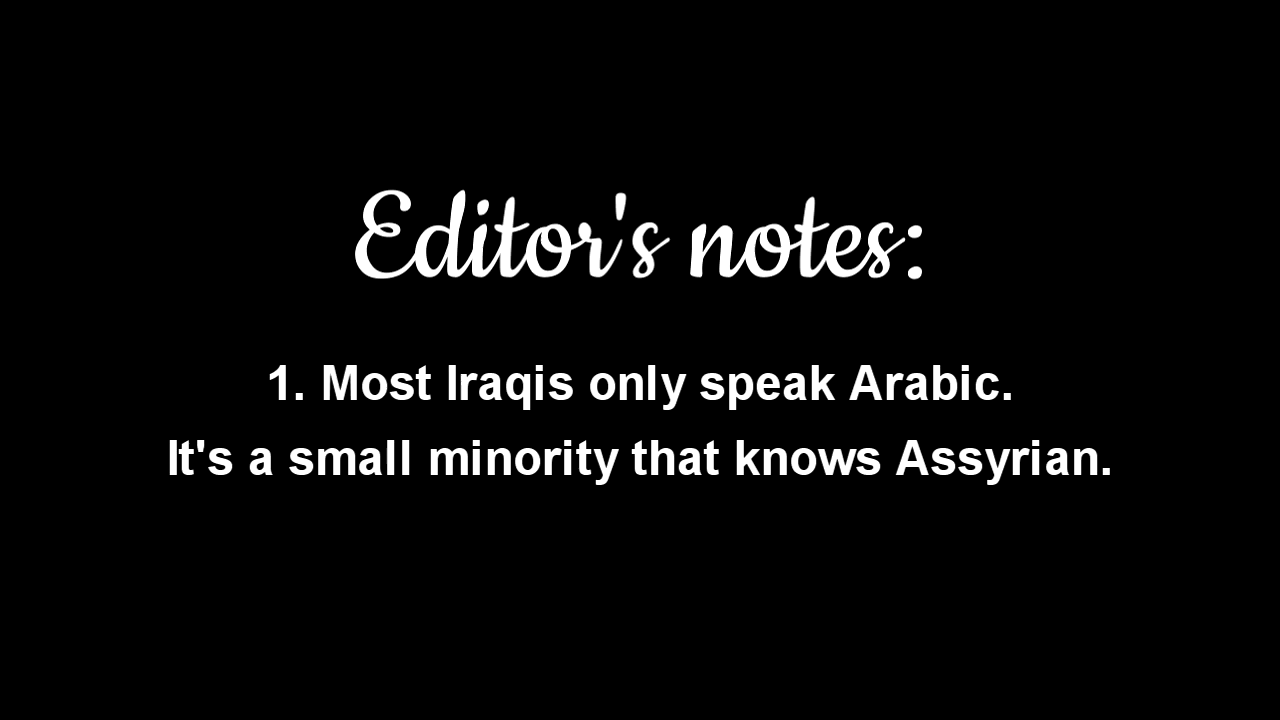 Editor's notes:
1. Most Iraqis only speak Arabic.
It's a small minority that knows Assyrian.